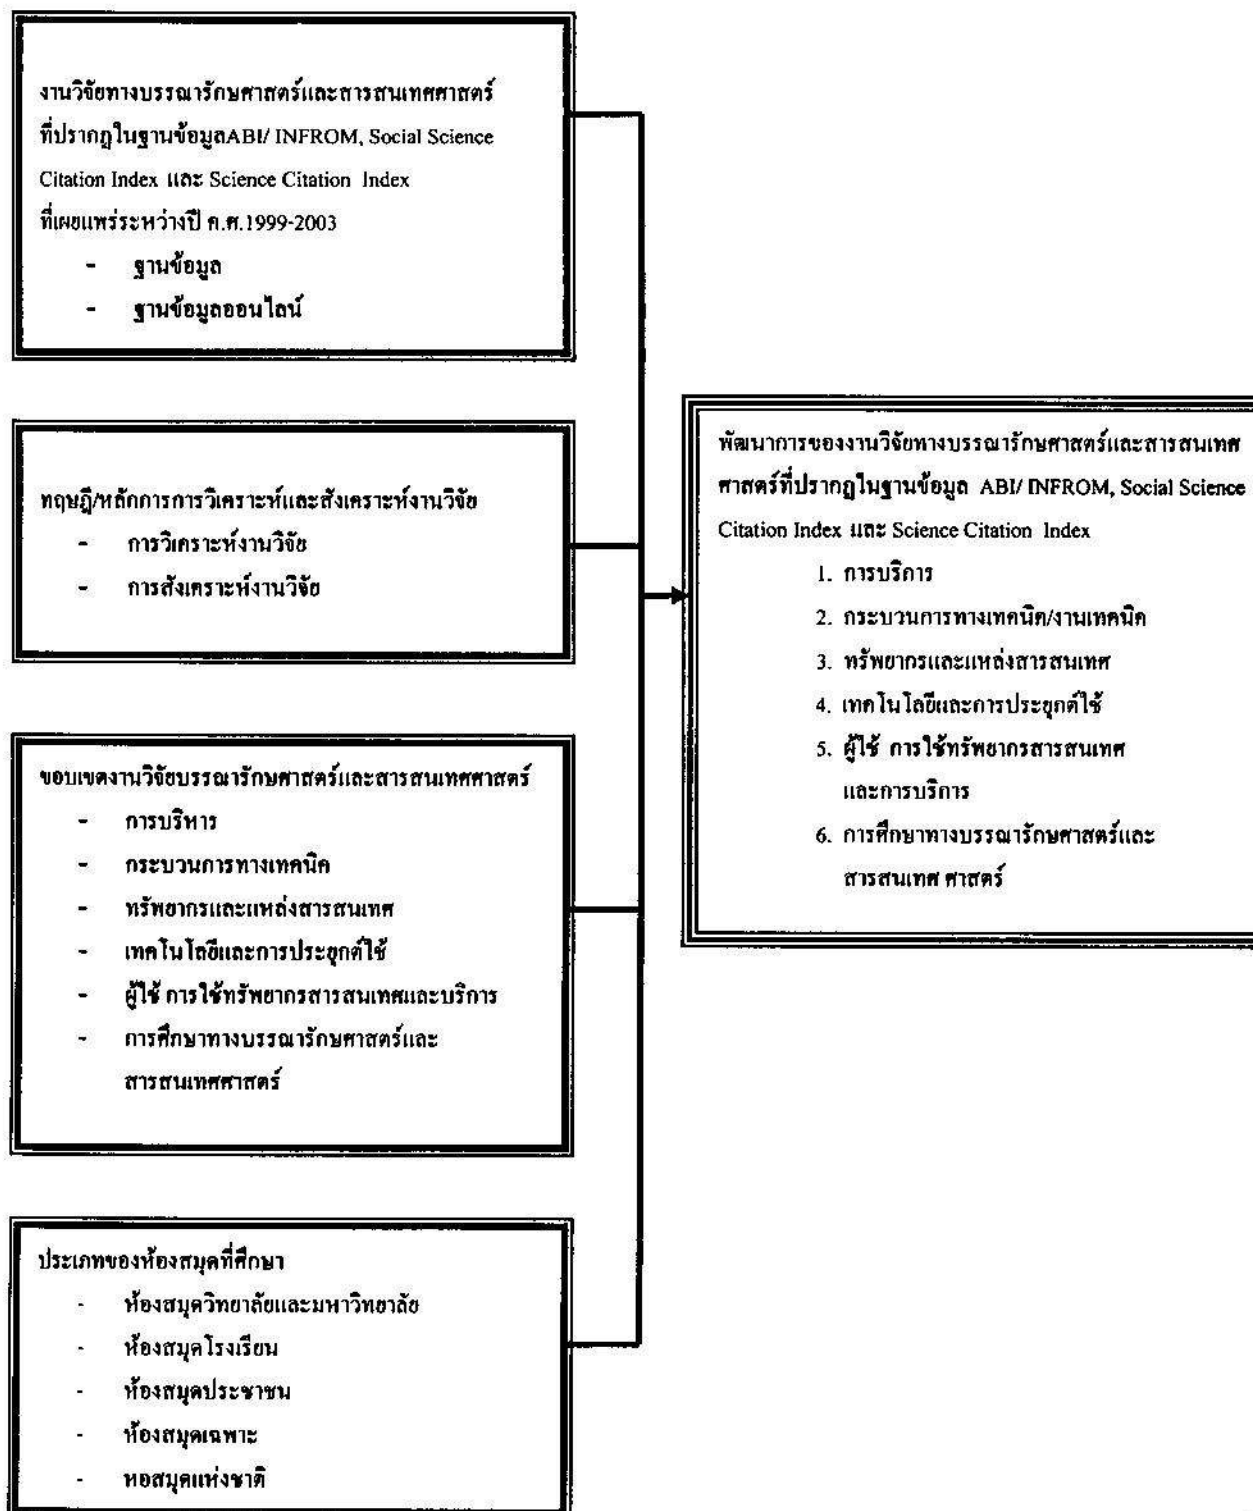 งานวิจัยทางบรรณารักษศาสตร์และสารสนเทศศาสตร์
ที่ปรากฏในฐานข้อมูลABI/ INFROM, Social Science
Citation Index และ Science Citation Index
ที่เผยแพร่ระหว่างปี ค.ศ.1999-2003
- ฐานข้อมูล
- ฐานข้อมูลออนไลน์
ทฤษฎี/หลักการการวิเคราะห์และสังเคราะห์งานวิจัย
- การวิเคราะห์งานวิจัย
- การสังเคราะห์งานวิจัย
ขอบเขตงานวิจัยบรรณารักษศาสตร์และสารสนเทศศาสตร์
- การบริหาร
- กระบวนการทางเทคนิค
- ทรัพยากรและแหล่งสารสนเทศ
- เทคโนโลยีและการประยุกต์ใช้
- ผู้ใช้ การใช้ทรัพยากรสารสนเทศและบริการ
- การศึกษาทางบรรณารักษศาสตร์และ
สารสนเทศศาสตร์
ประเภทของห้องสมุดที่ศึกษา
- ห้องสมุดวิทยาลัยและมหาวิทยาลัย
- ห้องสมุดโรงเรียน
- ห้องสมุดประชาชน
- ห้องสมุดเฉพาะ
- หอสมุดแห่งชาติ
พัฒนาการของงานวิจัยทางบรรณารักษศาสตร์และสารสนเทศ
ศาสตร์ที่ปรากฏในฐานข้อมูล ABI/ INFROM, Social Science
Citation Index และ Science Citation Index
1. การบริการ
2. กระบวนการทางเทคนิค/งานเทคนิค
3. ทรัพยากรและแหล่งสารสนเทศ
4. เทคโนโลยีและการประยุกต์ใช้
5. ผู้ใช้ การใช้ทรัพยากรสารสนเทศ
และการบริการ
6. การศึกษาทางบรรณารักษศาสตร์และ
สารสนเทศ ศาสตร์